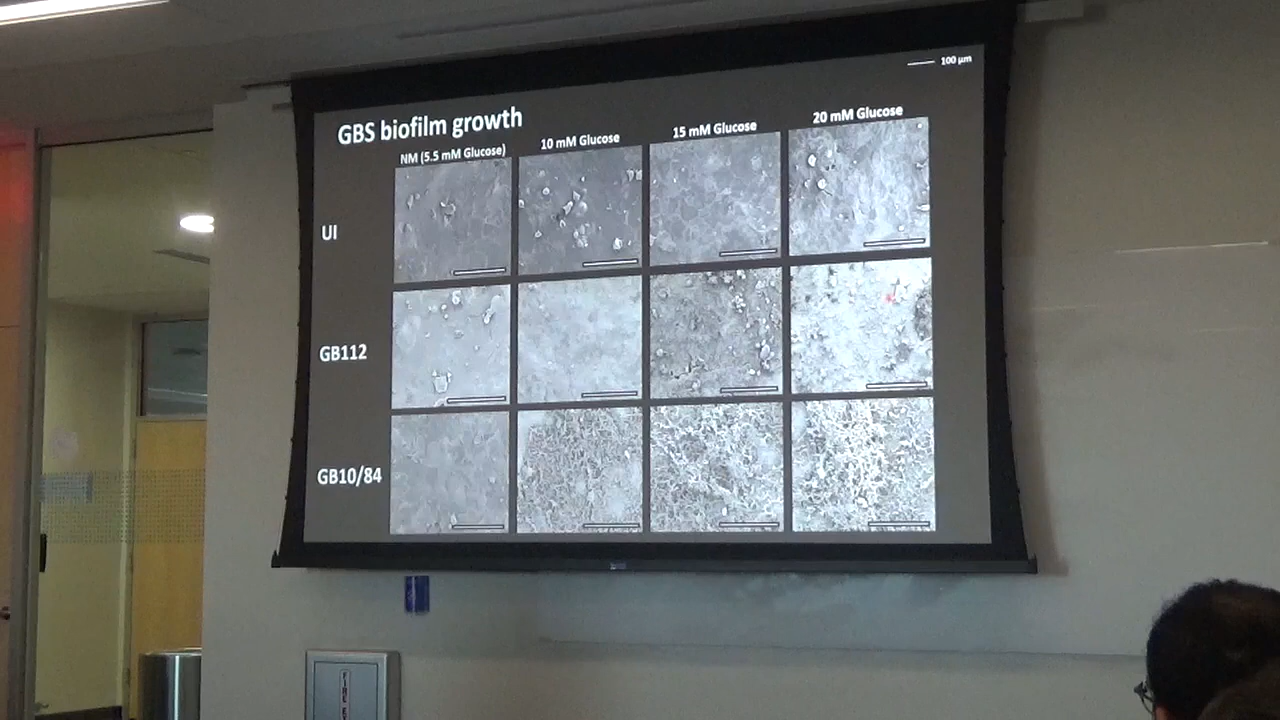 100 µm
GBS biofilm growth
NM (5.5 mM Glucose) 10 mM Glucose 15 mM Glucose 20 mM Glucose
UI
GB112
GB10/84
FIRE